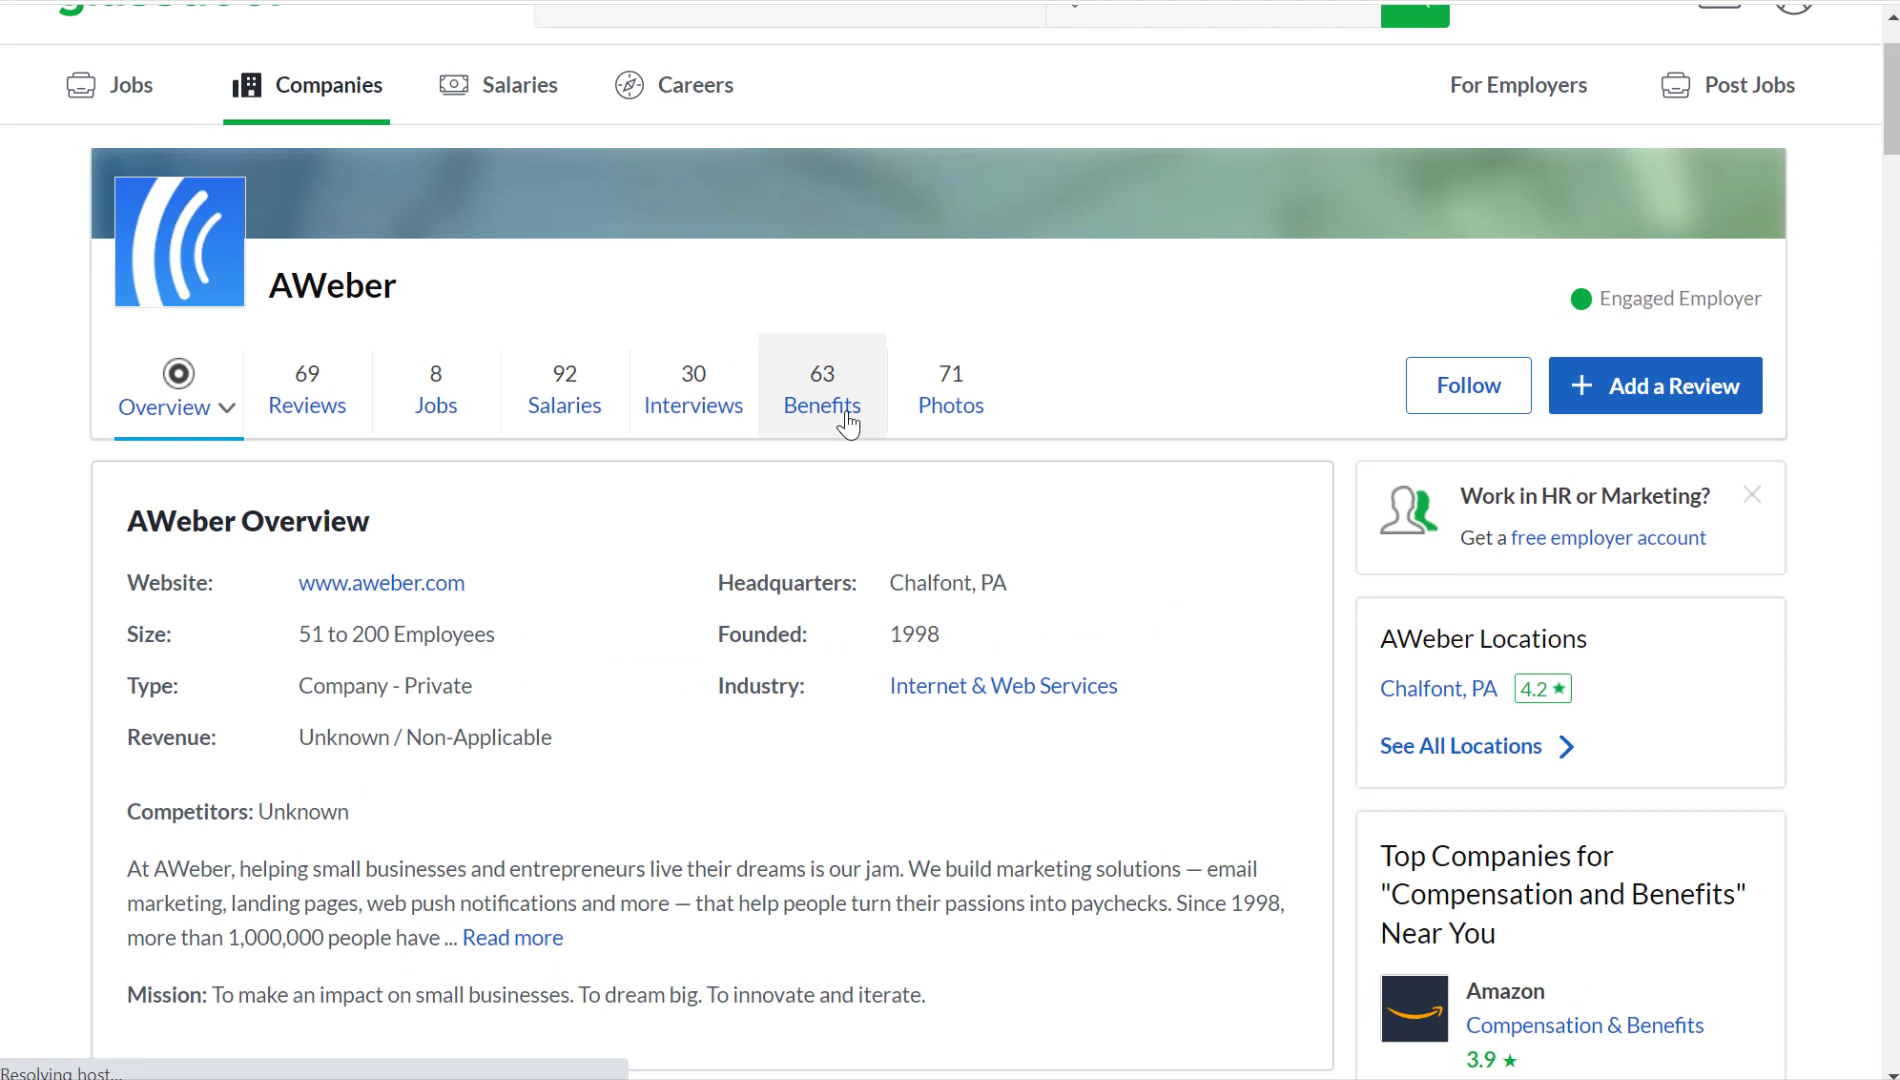 Jobs
Companies
Salaries
Careers
For Employers
Post Jobs
AWeber
Engaged Employer
Overview
69
Reviews
8
Jobs
92
Salaries
30
Interviews
63
Benefits
71
Photos
Follow
+ Add a Review
AWeber Overview
Website: www.aweber.com
Headquarters: Chalfont, PA
Size: 51 to 200 Employees
Founded: 1998
Type: Company - Private
Industry: Internet & Web Services
Revenue: Unknown / Non-Applicable
Competitors: Unknown
At AWeber, helping small businesses and entrepreneurs live their dreams is our jam. We build marketing solutions — email
marketing, landing pages, web push notifications and more — that help people turn their passions into paychecks. Since 1998,
more than 1,000,000 people have ... Read more
Mission: To make an impact on small businesses. To dream big. To innovate and iterate.
Work in HR or Marketing?
Get a free employer account
AWeber Locations
Chalfont, PA 4.2 ★
See All Locations
Top Companies for
"Compensation and Benefits"
Near You
Amazon
Compensation & Benefits
3.9 ★
Resolving host...